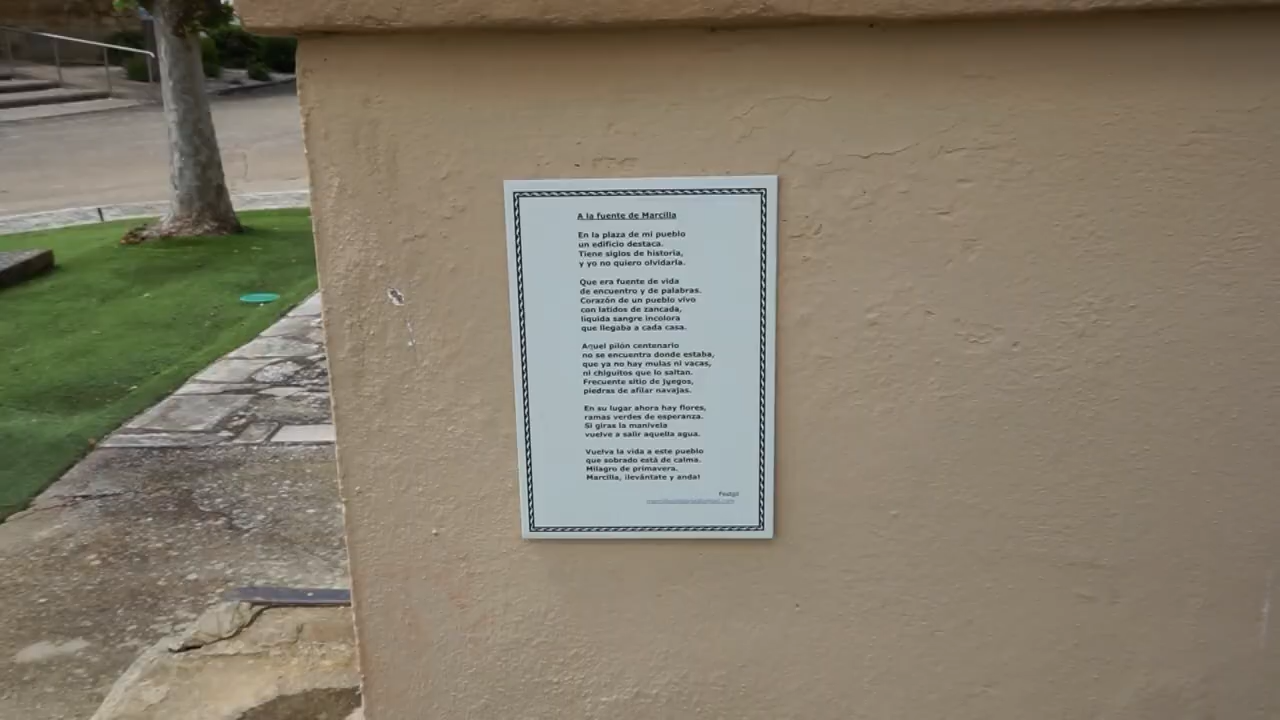 A la fuente de Marcilla
En la plaza de mi pueblo
un edificio destaca.
Tiene siglos de historia,
y yo no quiero olvidarla.
Que era fuente de vida
de encuentro y de palabras.
Corazón de un pueblo vivo
con latidos de zancada,
líquida sangre incolora
que llegaba a cada casa.
Aquel pilón centenario
no se encuentra donde estaba,
que ya no hay mulas ni vacas,
ni chiguitos que lo saltan.
Frecuente sitio de juegos,
piedras de afilar navajas.
En su lugar ahora hay flores,
ramas verdes de esperanza.
Si giras la manivela
vuelve a salir aquella agua.
Vuelva la vida a este pueblo
que sobrado está de calma.
Milagro de primavera.
Marcilla, ¡levántate y anda!